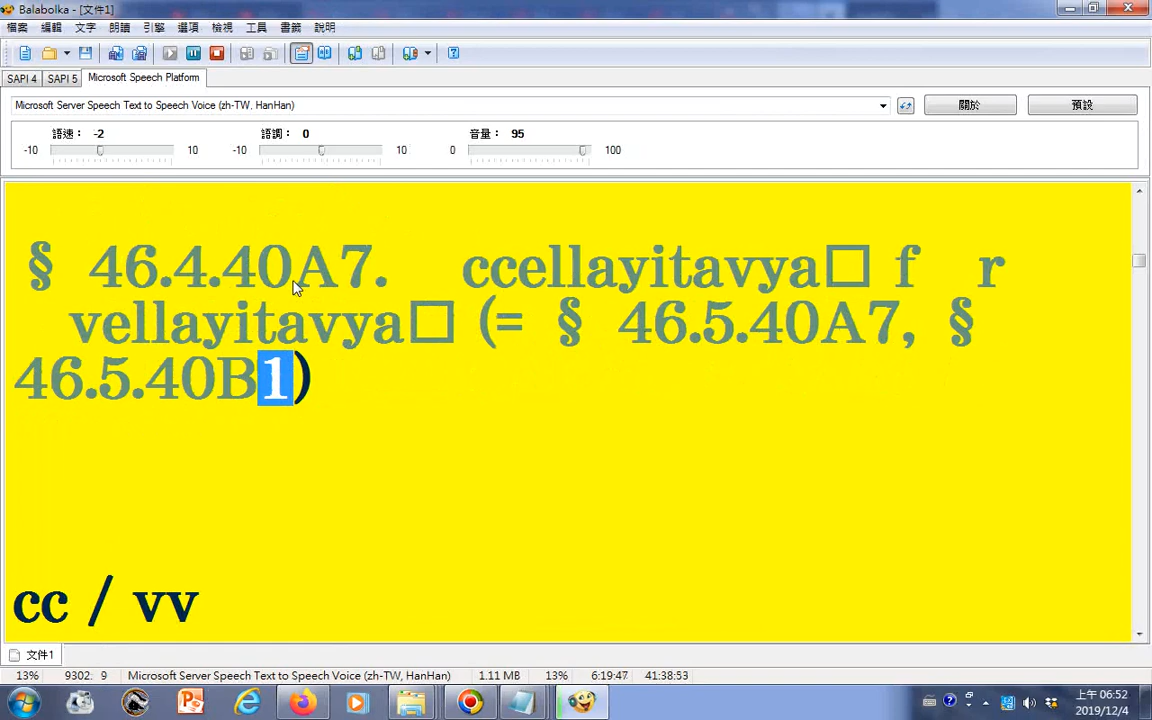 Balabolka - [文件1]
檔案 編輯 文字 朗讀 引擎 選項 檢視 工具 書籤 說明
SAPI 4 SAPI 5 Microsoft Speech Platform
Microsoft Server Speech Text to Speech Voice (zh-TW, HanHan) 關於 預設
語速： -2 語調： 0 音量： 95
-10 10 -10 10 0 100
§ 46.4.40A7. ccellayitavya□ f r
vellayitavya□ (= § 46.5.40A7, §
46.5.40B1)
cc / vv
文件1
13% 9302: 9 Microsoft Server Speech Text to Speech Voice (zh-TW, HanHan) 1.11 MB 13% 6:19:47 41:38:53
上午 06:52
2019/12/4